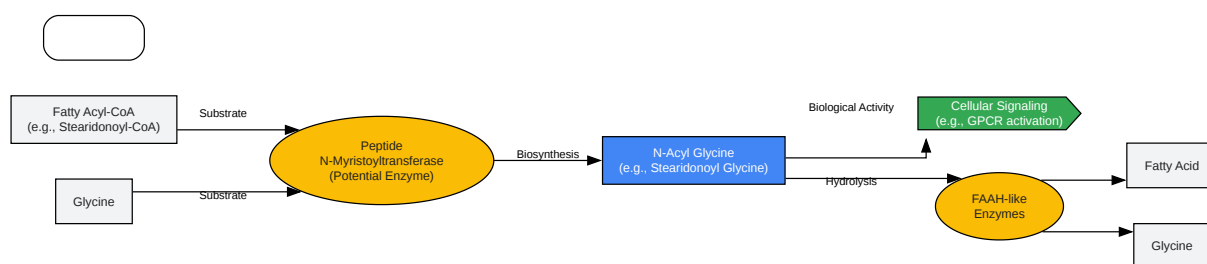 Fatty Acyl-CoA
(e.g., Stearidonoyl-CoA)
Substrate
Glycine
Substrate
Peptide
N-Myristoyltransferase
(Potential Enzyme)
Biosynthesis
N-Acyl Glycine
(e.g., Stearidonoyl Glycine)
Biological Activity
Cellular Signaling
(e.g., GPCR activation)
Hydrolysis
FAAH-like
Enzymes
Fatty Acid
Glycine